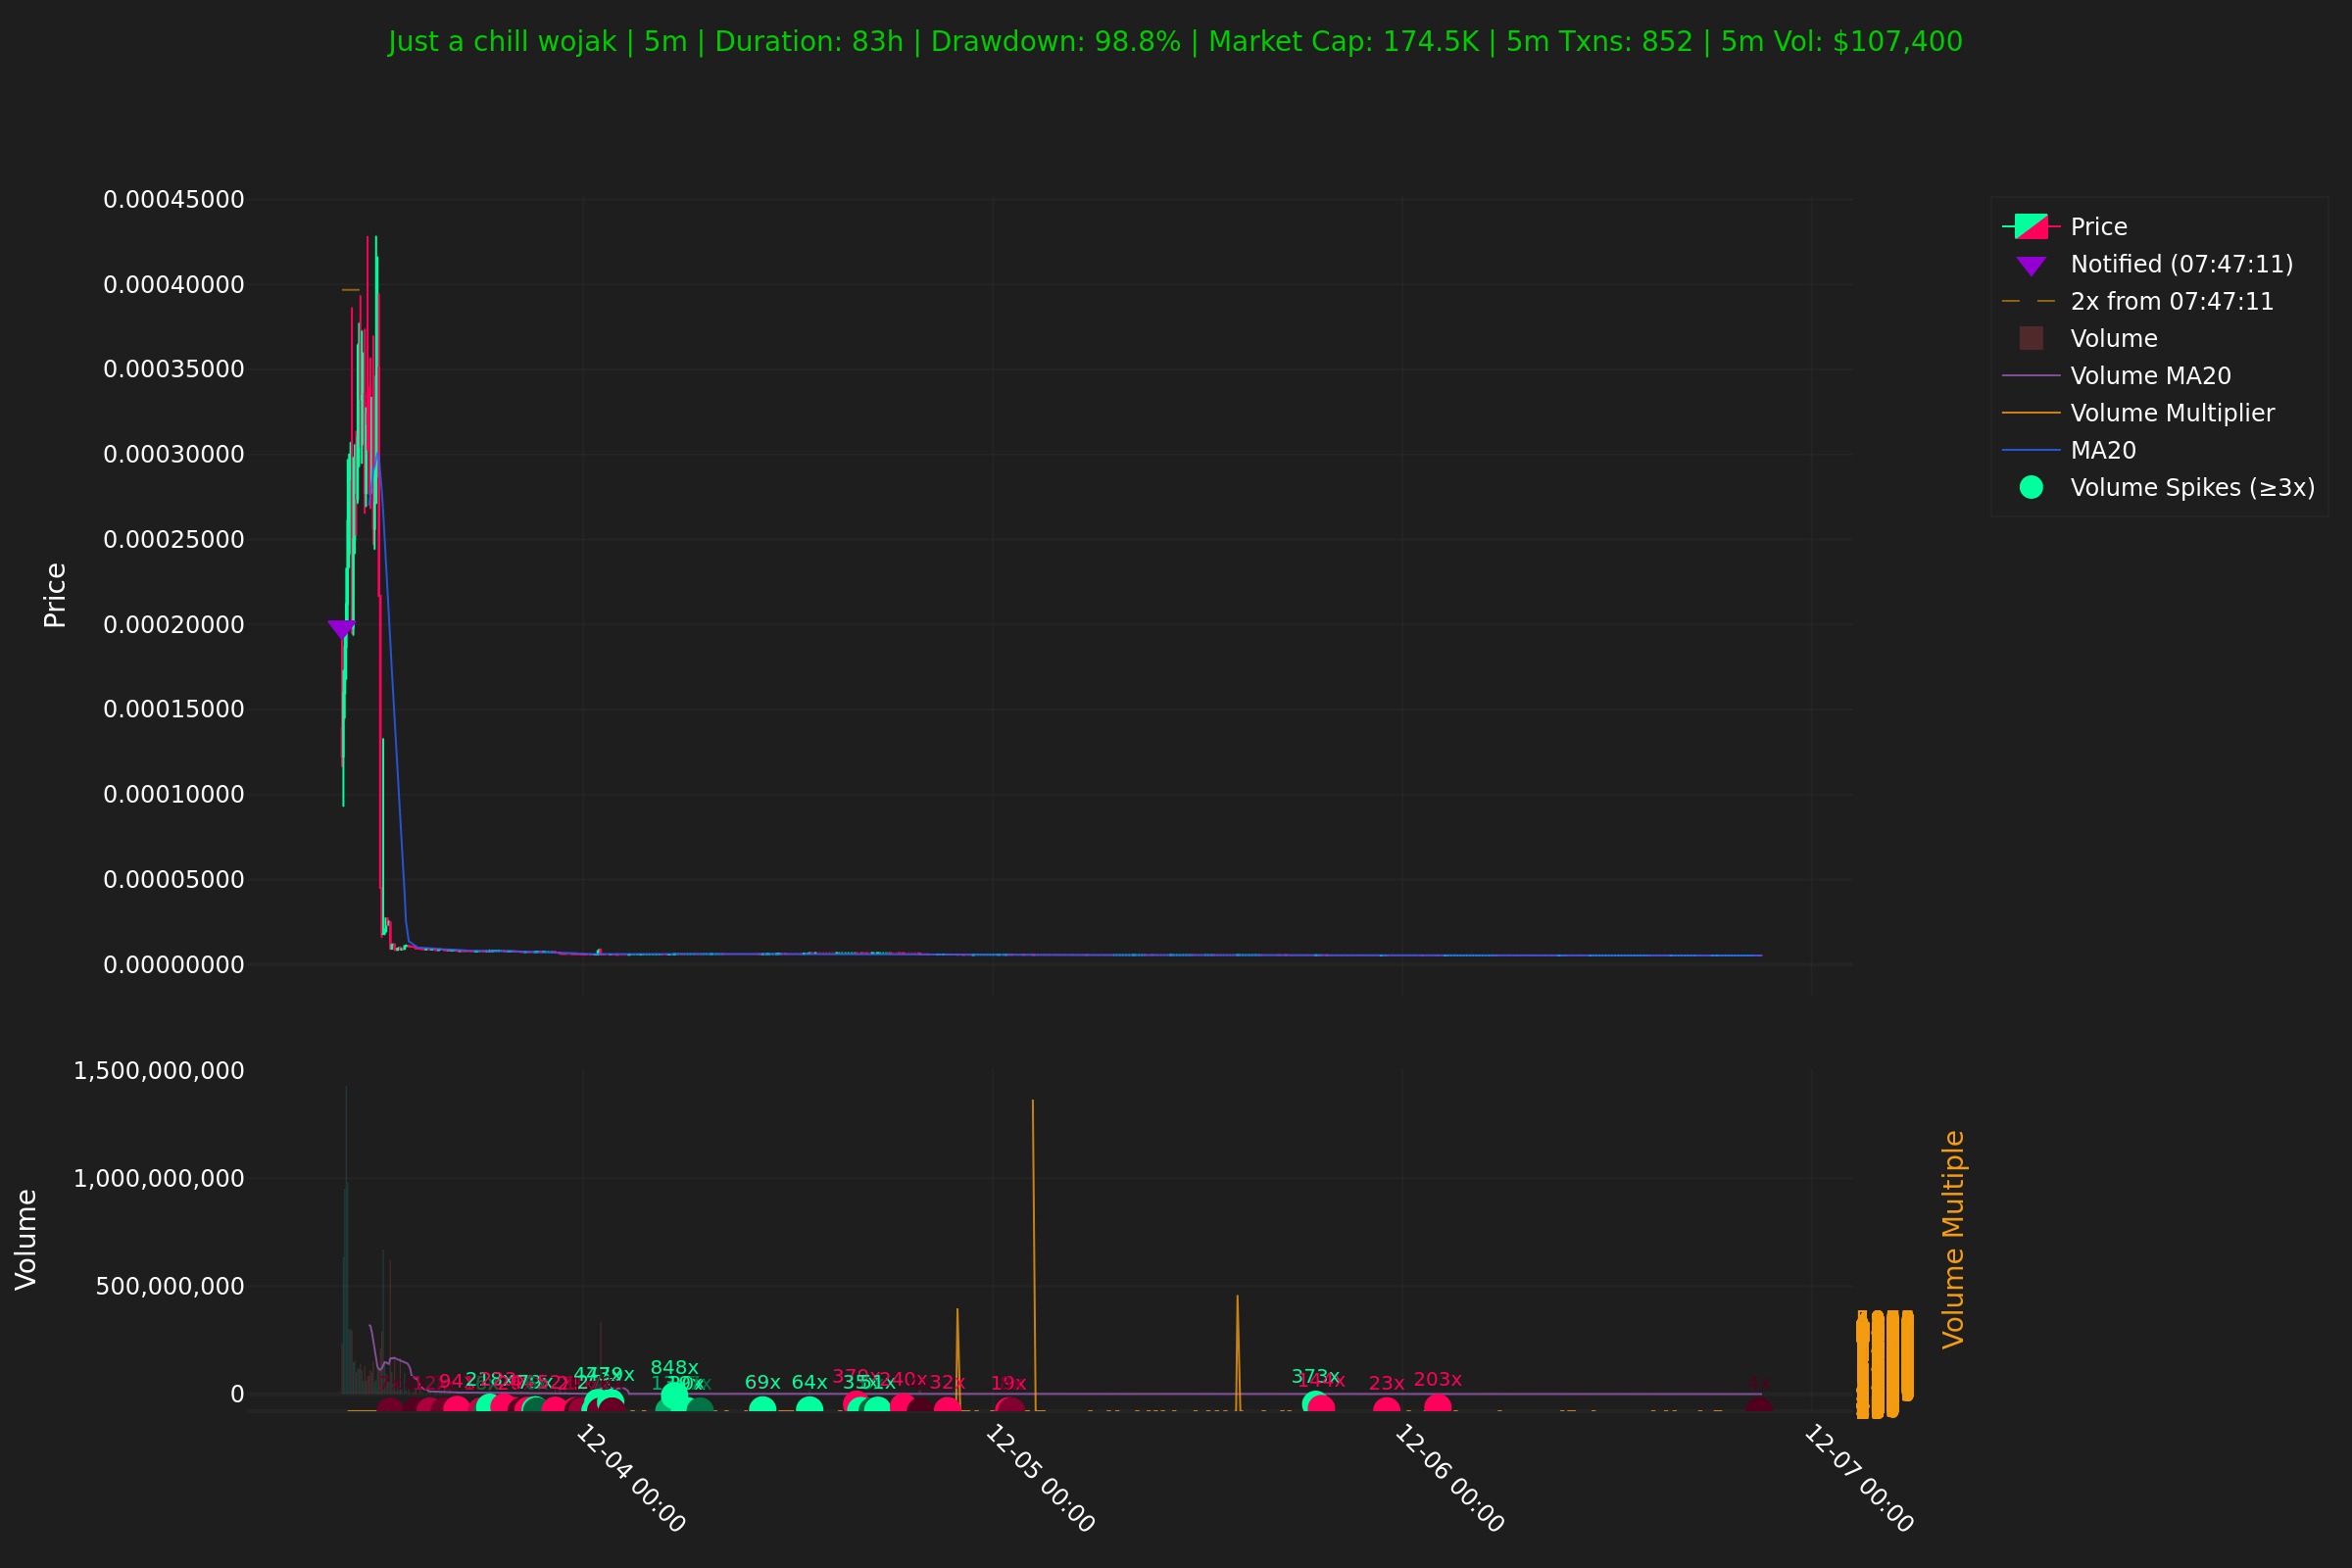 Just a chill wojak | 5m | Duration: 83h | Drawdown: 98.8% | Market Cap: 174.5K | 5m Txns: 852 | 5m Vol: $107,400
Price
0.00045000
0.00040000
0.00035000
0.00030000
0.00025000
0.00020000
0.00015000
0.00010000
0.00005000
0.00000000
Price
Notified (07:47:11)
2x from 07:47:11
Volume
Volume MA20
Volume Multiplier
MA20
Volume Spikes (≥3x)
Volume
1,500,000,000
1,000,000,000
500,000,000
0
848x
69x
64x
240x
32x
19x
373x
144x
23x
203x
Volume Multiple
12-04 00:00
12-05 00:00
12-06 00:00
12-07 00:00